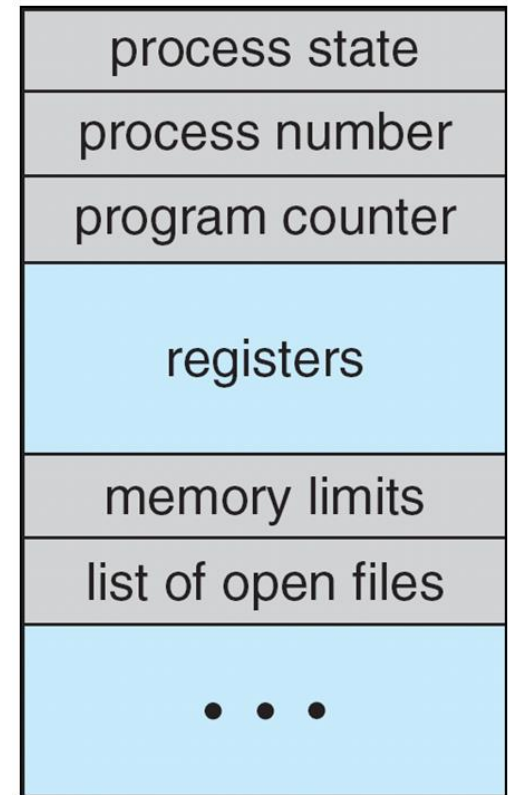 process state
process number
program counter
registers
memory limits
list of open files
• • •